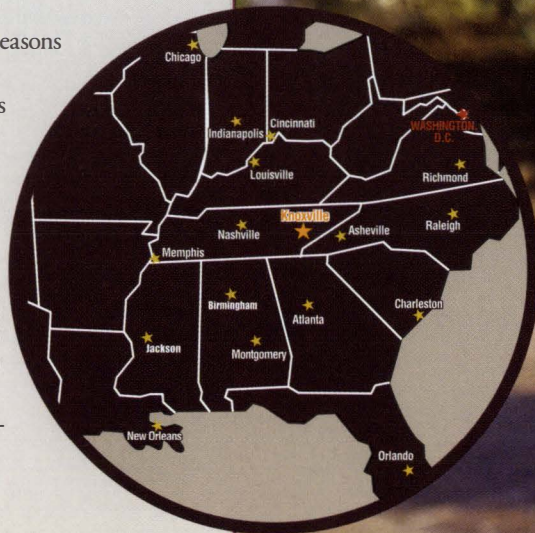 easons
s
Chicago
Indianapolis
Cincinnati
WASHINGTON,
D.C.
Louisville
Richmond
Knoxville
Nashville
Asheville
Raleigh
Memphis
Birmingham
Atlanta
Charleston
Jackson
Montgomery
New Orleans
Orlando